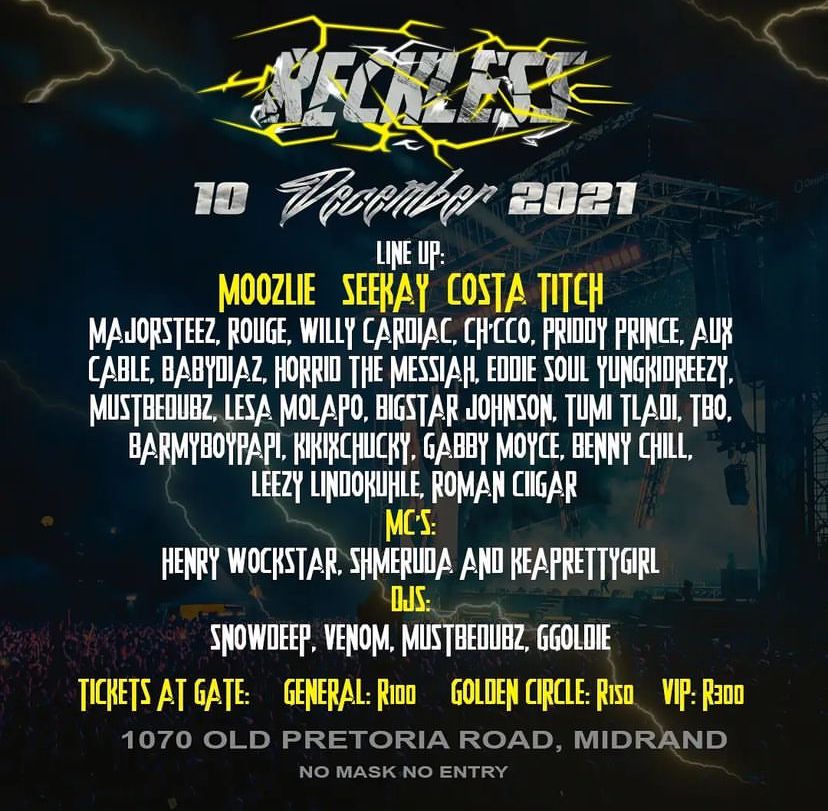 RECKLESS
10 December 2021
LINE UP:
MOOZLIE SEEKAY COSTA TITCH
MAJORSTEEZ, ROUGE, WILLY CARDIAC, CH'CCO, PRIDDY PRINCE, AUX
CABLE, BABYDIAZ, HORRID THE MESSIAH, EDDIE SOUL YUNGKIDREEZY,
MUSTBEDUBZ, LESA MOLAPO, BIGSTAR JOHNSON, TUMI TLADI, TBO,
BARMYBOYPAPI, KIKIXCHUCKY, GABBY MOYCE, BENNY CHILL,
LEEZY LINDOKUHLE, ROMAN CIIGAR
MC'S:
HENRY WOCKSTAR, SHMERUDA AND KEAPRETTYGIRL
DJS:
SNOWDEEP, VENOM, MUSTBEDUBZ, GGOLDIE
TICKETS AT GATE: GENERAL: R100 GOLDEN CIRCLE: R150 VIP: R300
1070 OLD PRETORIA ROAD, MIDRAND
NO MASK NO ENTRY